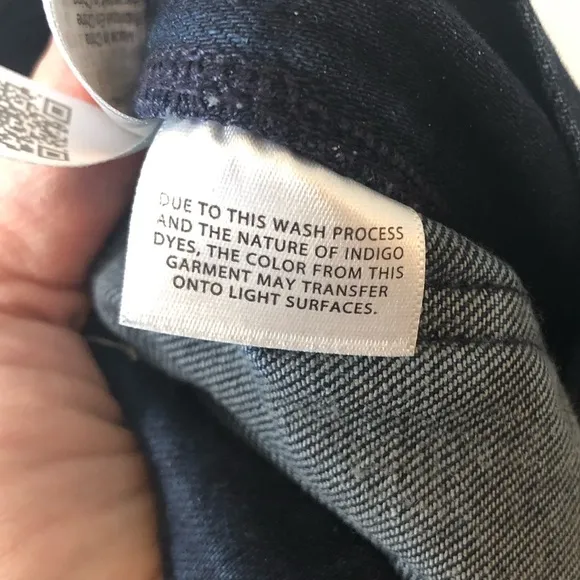 DUE TO THIS WASH PROCESS
AND THE NATURE OF INDIGO
DYES, THE COLOR FROM THIS
GARMENT MAY TRANSFER
ONTO LIGHT SURFACES.